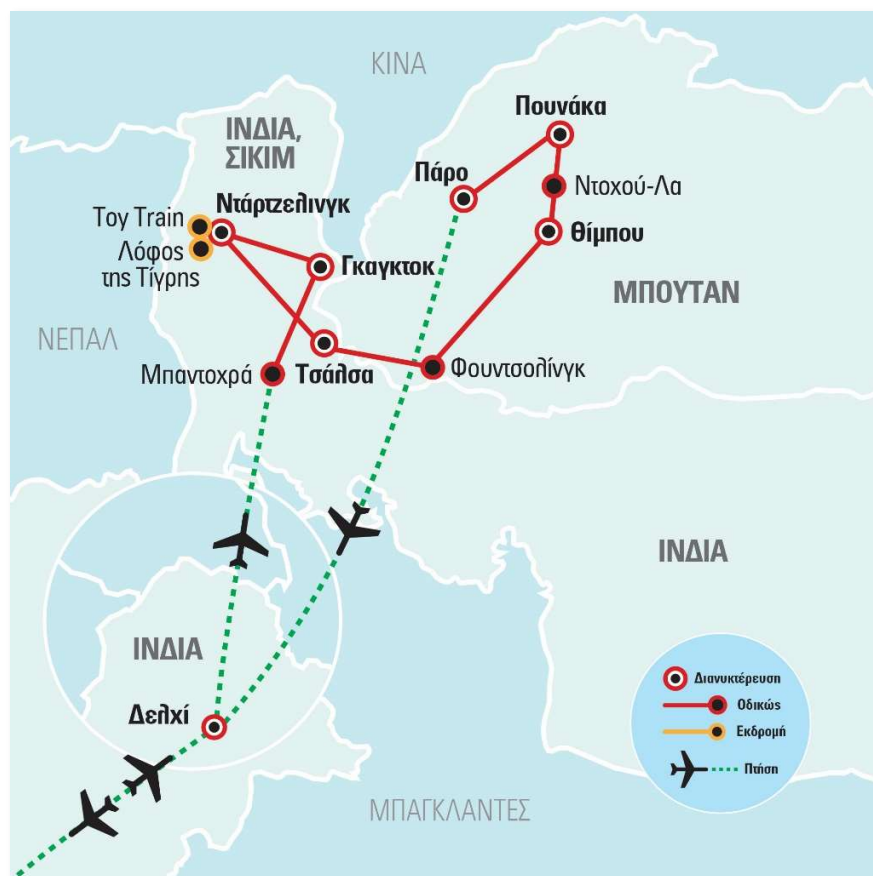 ΚΙΝΑ
Πουνάκα
ΙΝΔΙΑ,
ΣΙΚΙΜ
Πάρο
Ντοχού-Λα
Ντάρτζελινγκ
Toy Train
Λόφος
της Τίγρης
Θίμπου
Γκαγκτοκ
ΜΠΟΥΤΑΝ
ΝΕΠΑΛ
Μπαντοχρά
Τσάλσα
Φουντσολίνγκ
ΙΝΔΙΑ
ΙΝΔΙΑ
Δελχί
Διανυκτέρευση
Οδικώς
Εκδρομή
Πτήση
ΜΠΑΓΚΛΑΝΤΕΣ